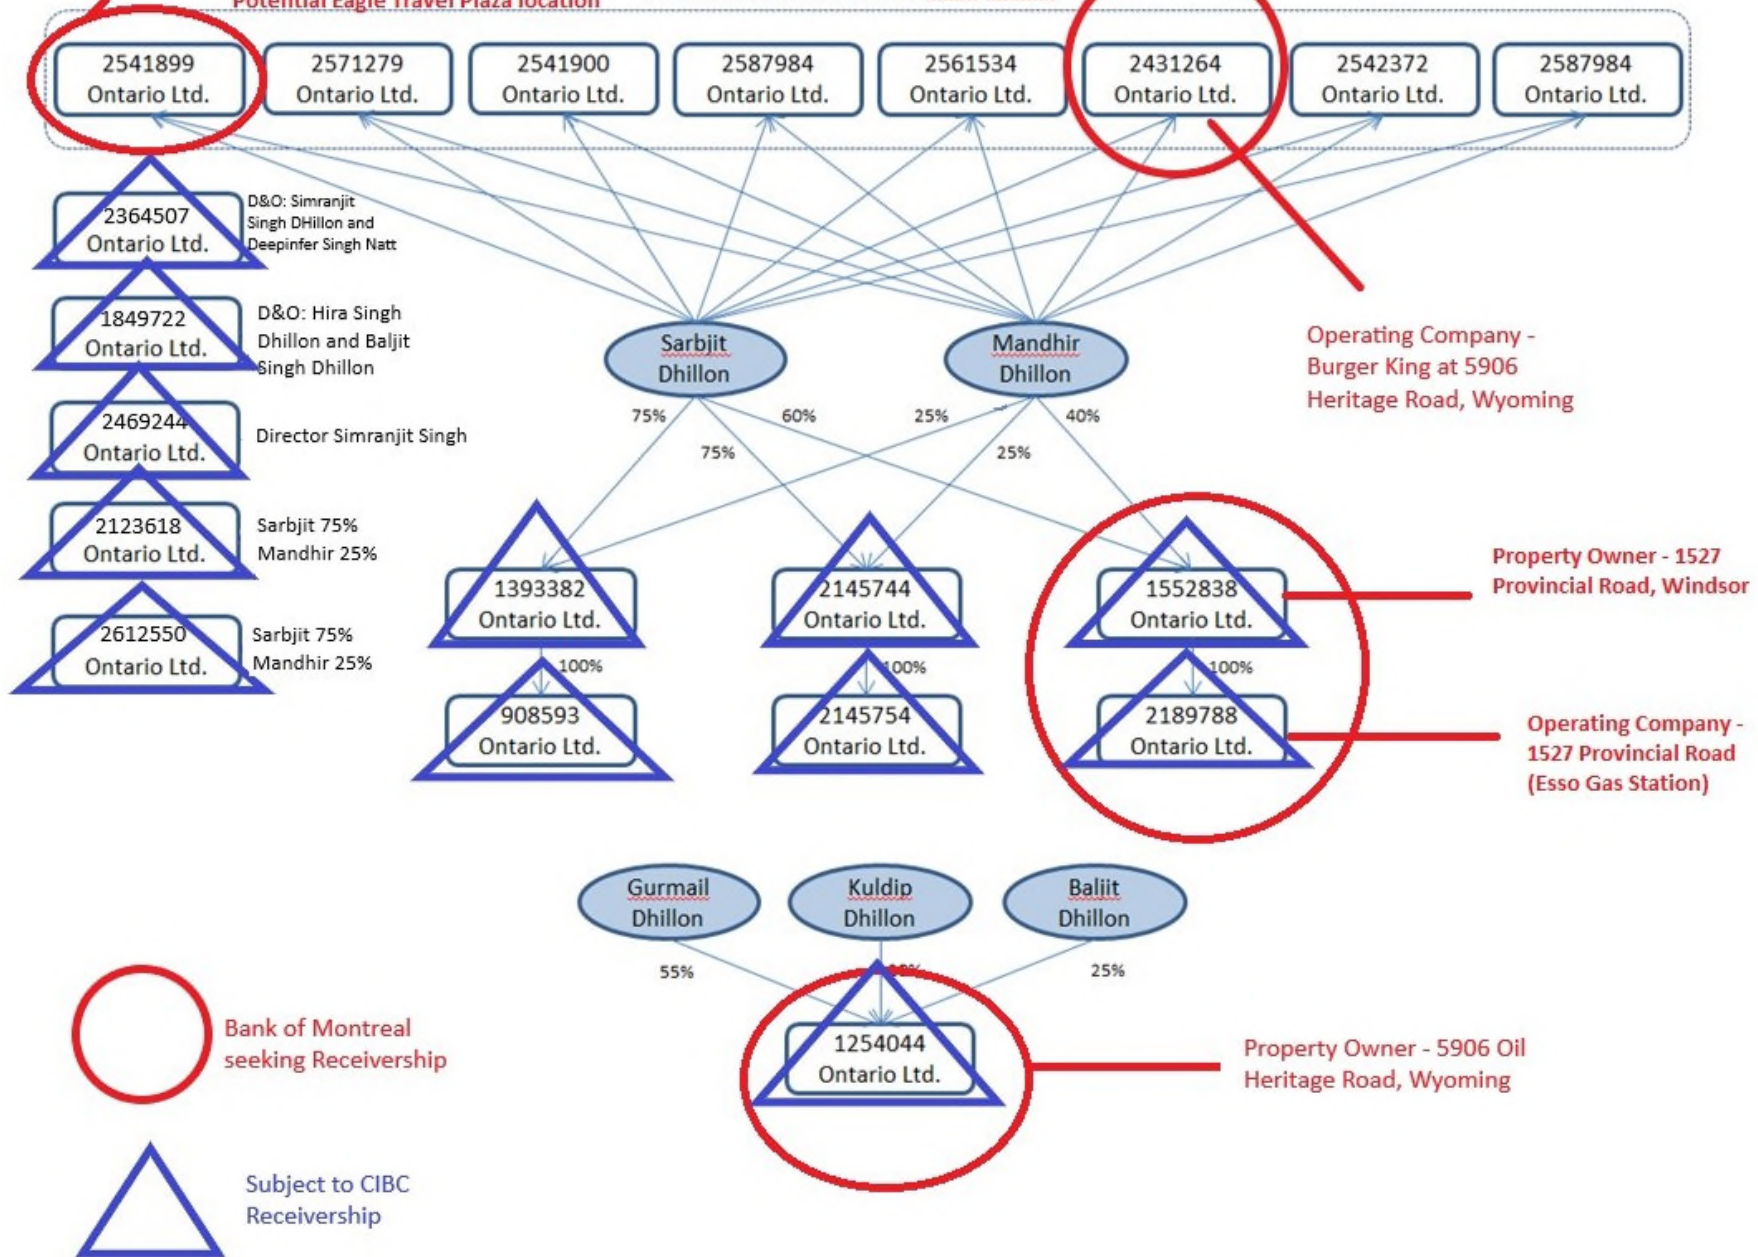 Potential Eagle Travel Plaza location
2541899
Ontario Ltd.
2571279
Ontario Ltd.
2541900
Ontario Ltd.
2587984
Ontario Ltd.
2561534
Ontario Ltd.
2431264
Ontario Ltd.
2542372
Ontario Ltd.
2587984
Ontario Ltd.
2364507
Ontario Ltd.
D&O: Simranjit
Singh DHillon and
Deepinfer Singh Natt
1849722
Ontario Ltd.
D&O: Hira Singh
Dhillon and Baljit
Singh Dhillon
2469244
Ontario Ltd.
Director Simranjit Singh
2123618
Ontario Ltd.
Sarbjit 75%
Mandhir 25%
2612550
Ontario Ltd.
Sarbjit 75%
Mandhir 25%
Sarbjit
Dhillon
Mandhir
Dhillon
Operating Company -
Burger King at 5906
Heritage Road, Wyoming
75%
60%
25%
40%
75%
25%
1393382
Ontario Ltd.
2145744
Ontario Ltd.
1552838
Ontario Ltd.
Property Owner - 1527
Provincial Road, Windsor
100%
100%
100%
908593
Ontario Ltd.
2145754
Ontario Ltd.
2189788
Ontario Ltd.
Operating Company -
1527 Provincial Road
(Esso Gas Station)
Gurmail
Dhillon
Kuldip
Dhillon
Baljit
Dhillon
55%
25%
1254044
Ontario Ltd.
Property Owner - 5906 Oil
Heritage Road, Wyoming
Bank of Montreal
seeking Receivership
Subject to CIBC
Receivership